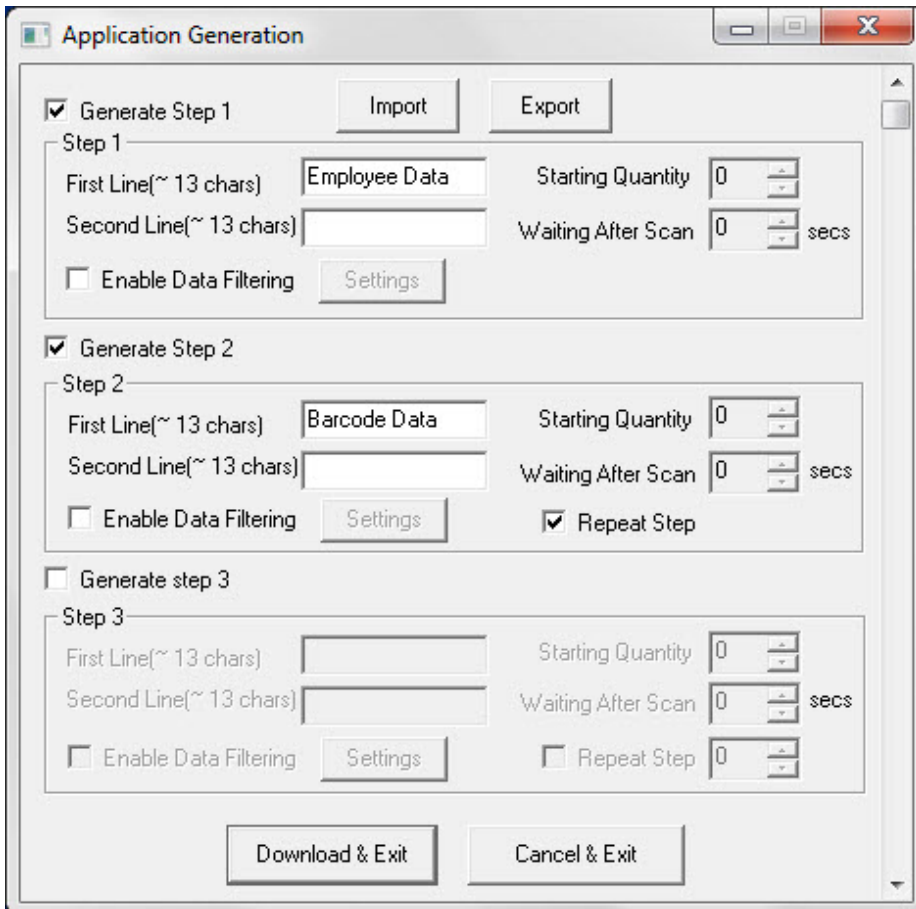 Application Generation
Generate Step 1 Import Export
Step 1
First Line(~ 13 chars) Employee Data Starting Quantity 0
Second Line(~ 13 chars) Waiting After Scan 0 secs
Enable Data Filtering Settings
Generate Step 2
Step 2
First Line(~ 13 chars) Barcode Data Starting Quantity 0
Second Line(~ 13 chars) Waiting After Scan 0 secs
Enable Data Filtering Settings Repeat Step
Generate step 3
Step 3
First Line(~ 13 chars) Starting Quantity 0
Second Line(~ 13 chars) Waiting After Scan 0 secs
Enable Data Filtering Settings Repeat Step 0
Download & Exit Cancel & Exit